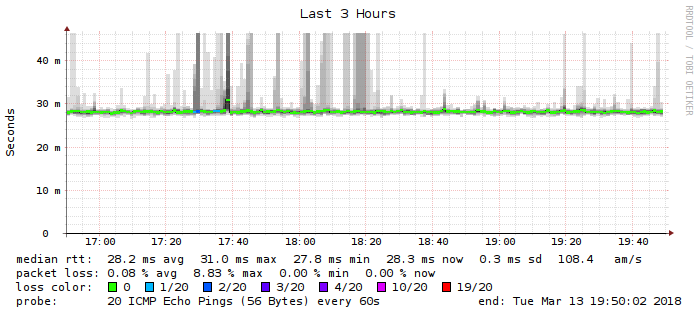 Last 3 Hours
RRDTOOL / TOBI OETIKER
Seconds
40 m
30 m
20 m
10 m
0
17:00 17:20 17:40 18:00 18:20 18:40 19:00 19:20 19:40
median rtt: 28.2 ms avg 31.0 ms max 27.8 ms min 28.3 ms now 0.3 ms sd 108.4 am/s
packet loss: 0.08 % avg 8.83 % max 0.00 % min 0.00 % now
loss color: 0 1/20 2/20 3/20 4/20 10/20 19/20
probe: 20 ICMP Echo Pings (56 Bytes) every 60s end: Tue Mar 13 19:50:02 2018